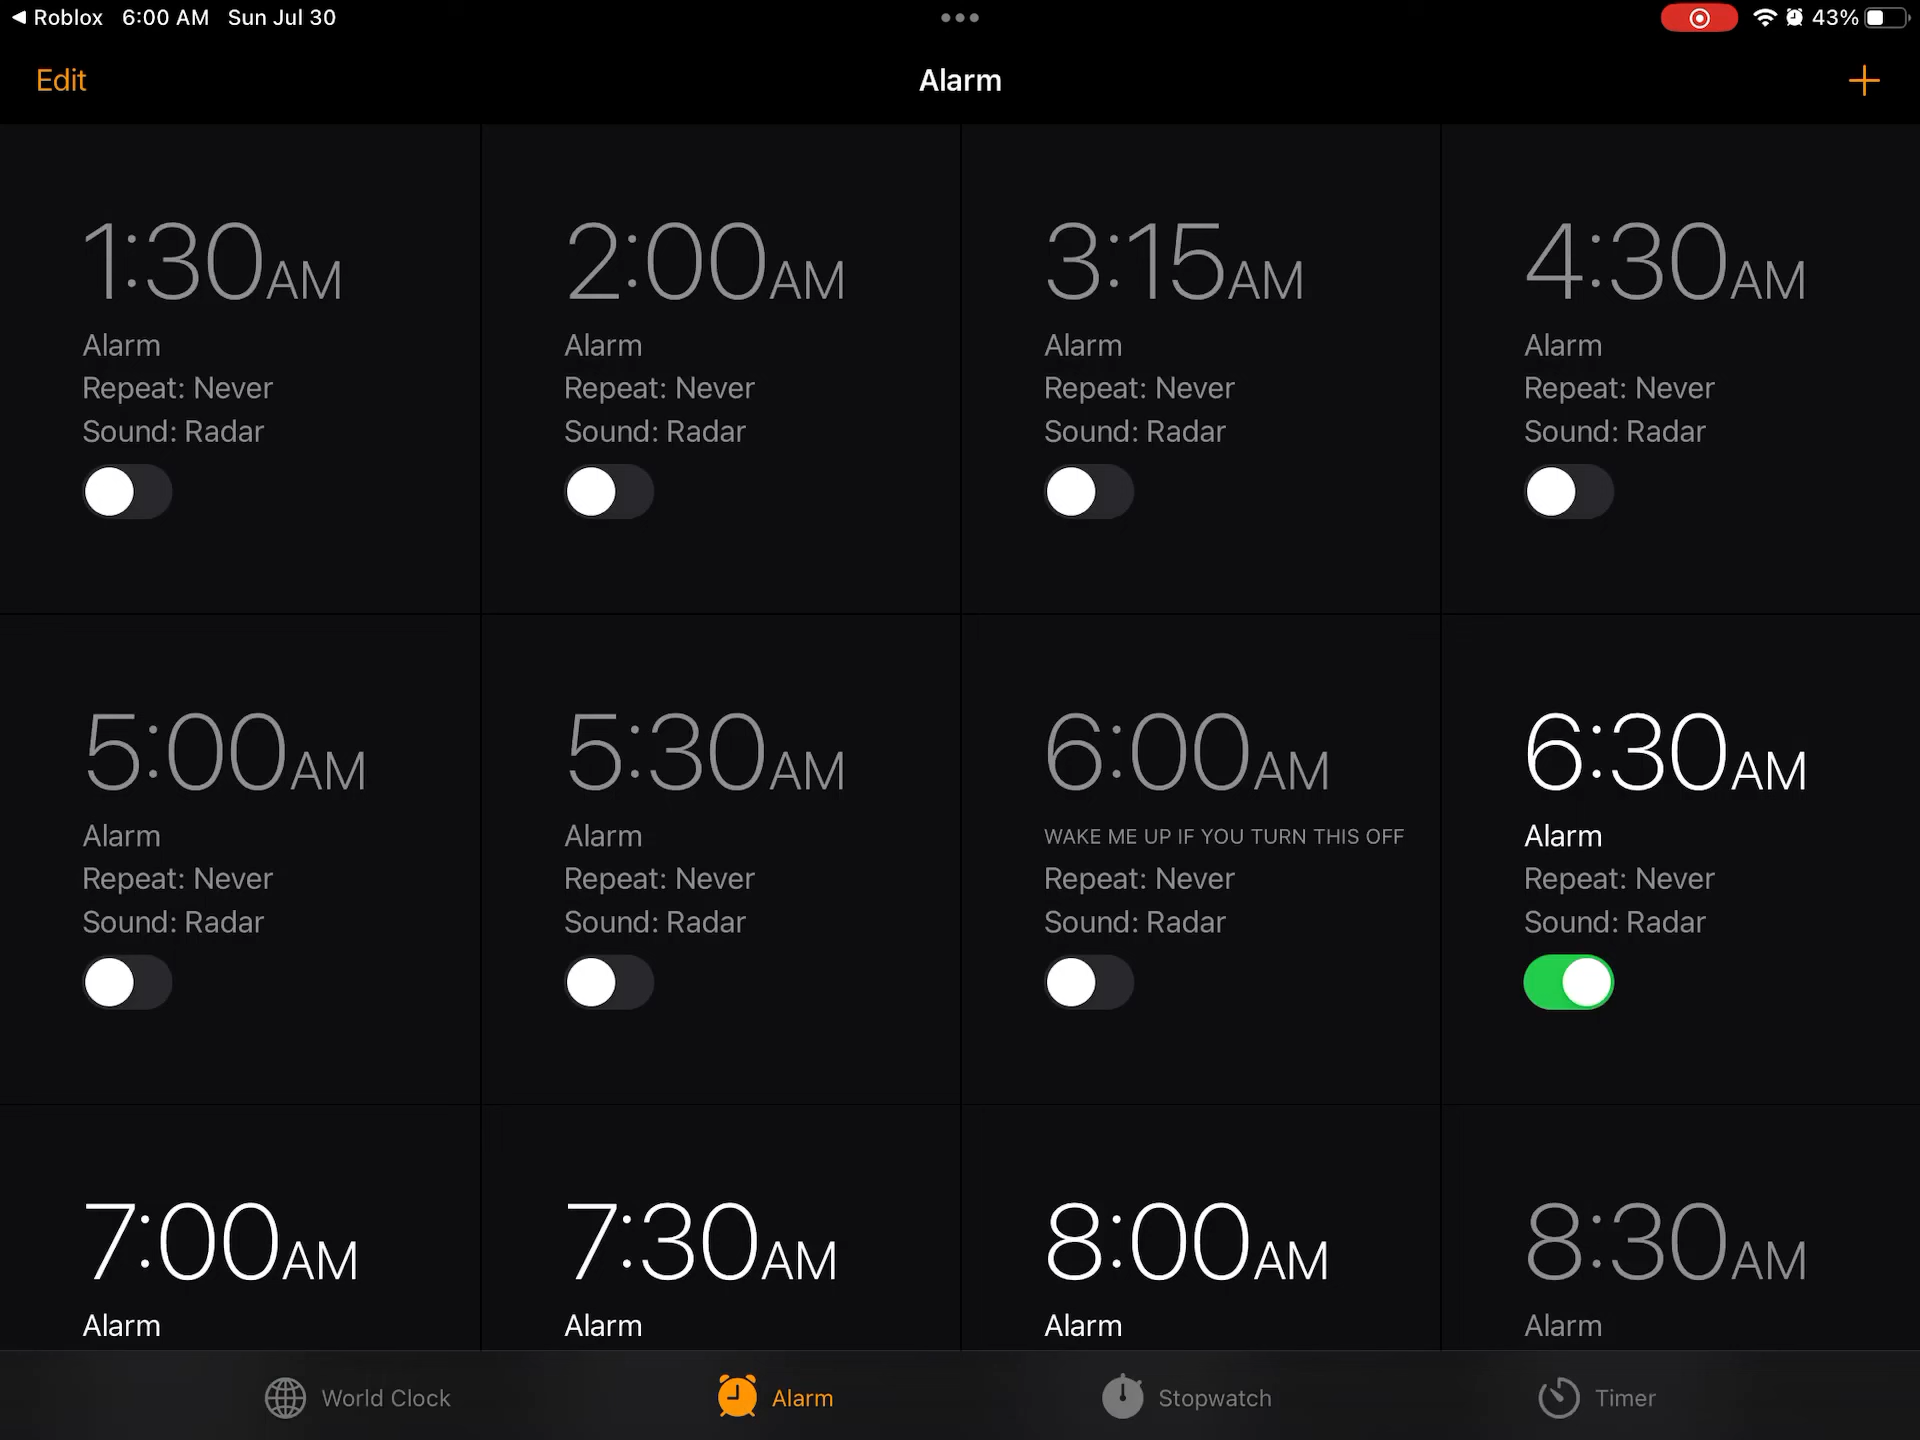 ◀ Roblox 6:00 AM Sun Jul 30 43%
Edit Alarm +
1:30AM
Alarm
Repeat: Never
Sound: Radar
2:00AM
Alarm
Repeat: Never
Sound: Radar
3:15AM
Alarm
Repeat: Never
Sound: Radar
4:30AM
Alarm
Repeat: Never
Sound: Radar
5:00AM
Alarm
Repeat: Never
Sound: Radar
5:30AM
Alarm
Repeat: Never
Sound: Radar
6:00AM
WAKE ME UP IF YOU TURN THIS OFF
Repeat: Never
Sound: Radar
6:30AM
Alarm
Repeat: Never
Sound: Radar
7:00AM
Alarm
7:30AM
Alarm
8:00AM
Alarm
8:30AM
Alarm
World Clock Alarm Stopwatch Timer